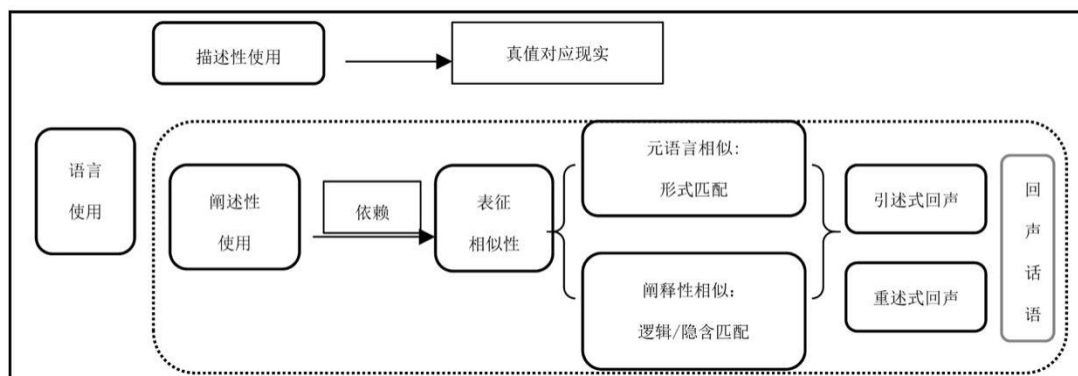 描述性使用
真值对应现实
语言
使用
阐述性
使用
依赖
表征
相似性
元语言相似:
形式匹配
阐释性相似:
逻辑/隐含匹配
引述式回声
重述式回声
回
声
话
语